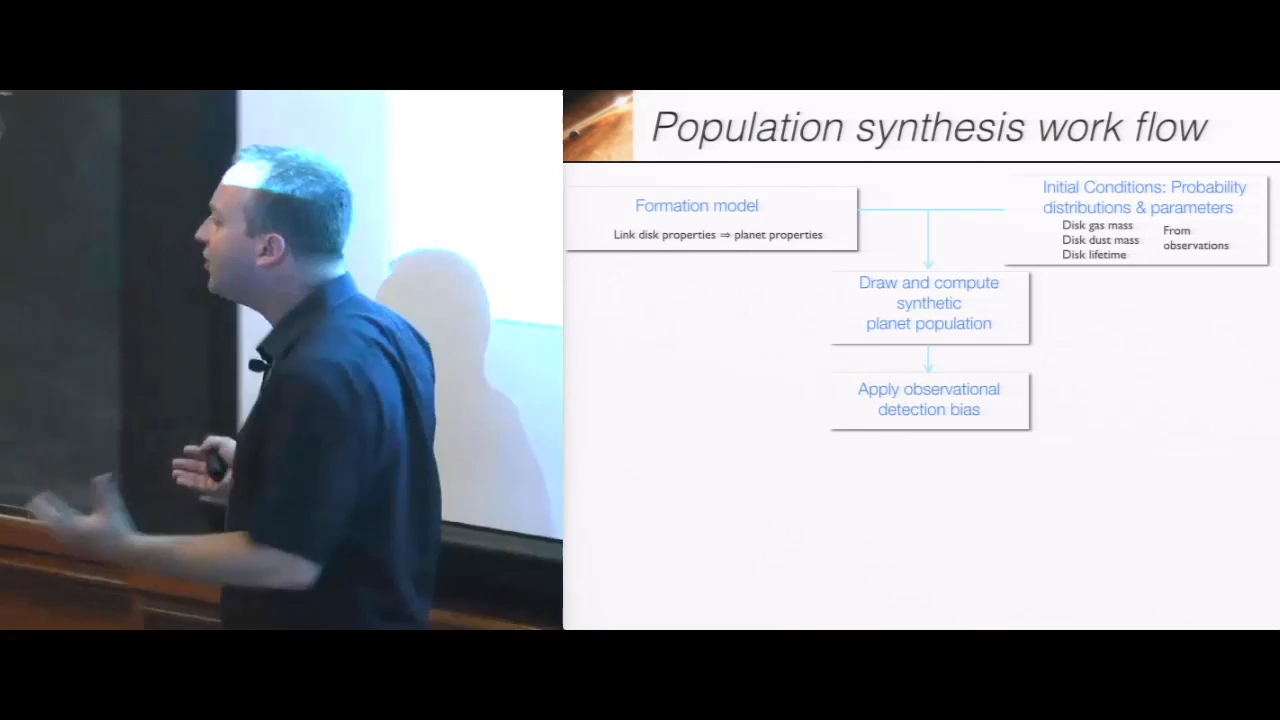 Population synthesis work flow
Formation model
Link disk properties ⇒ planet properties
Initial Conditions: Probability
distributions & parameters
Disk gas mass
Disk dust mass
Disk lifetime
From
observations
Draw and compute
synthetic
planet population
Apply observational
detection bias